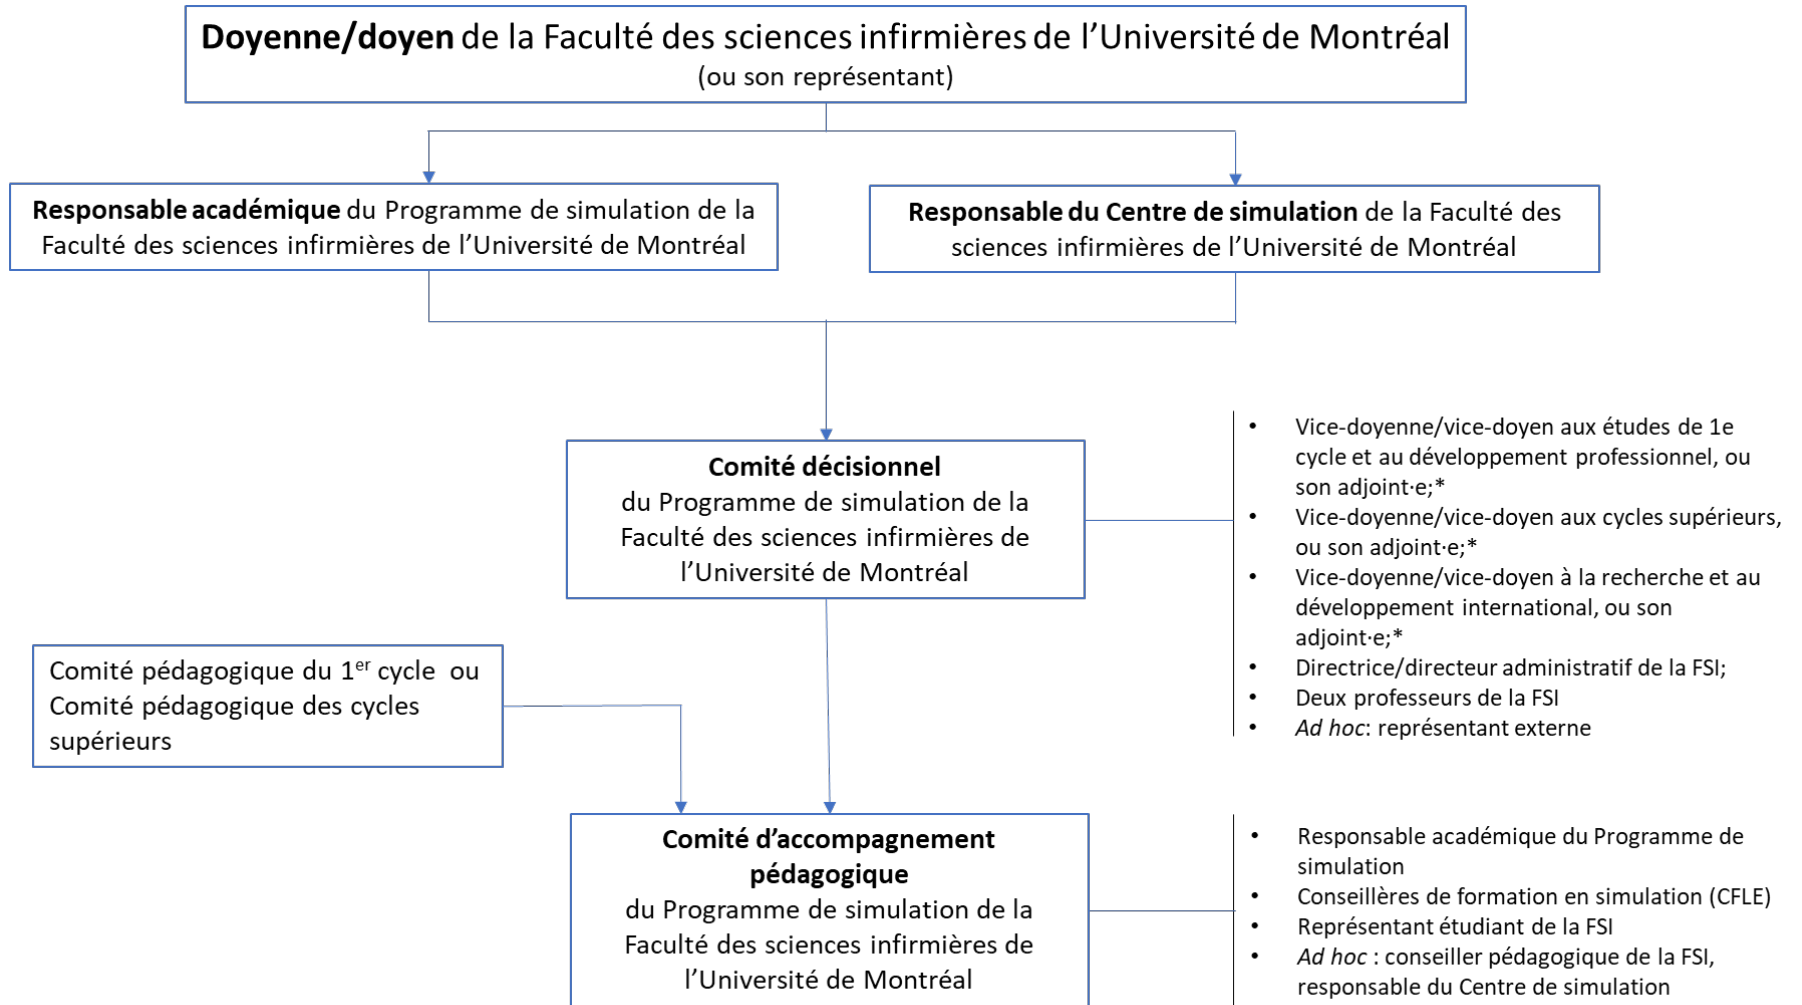 Doyenne/doyen de la Faculté des sciences infirmières de l’Université de Montréal
(ou son représentant)
Responsable académique du Programme de simulation de la
Faculté des sciences infirmières de l’Université de Montréal
Responsable du Centre de simulation de la Faculté des
sciences infirmières de l’Université de Montréal
Comité décisionnel
du Programme de simulation de la
Faculté des sciences infirmières de
l’Université de Montréal
• Vice-doyenne/vice-doyen aux études de 1e
cycle et au développement professionnel, ou
son adjoint·e;*
• Vice-doyenne/vice-doyen aux cycles supérieurs,
ou son adjoint·e;*
• Vice-doyenne/vice-doyen à la recherche et au
développement international, ou son
adjoint·e;*
• Directrice/directeur administratif de la FSI;
• Deux professeurs de la FSI
• Ad hoc: représentant externe
Comité pédagogique du 1er cycle ou
Comité pédagogique des cycles
supérieurs
Comité d’accompagnement
pédagogique
du Programme de simulation de la
Faculté des sciences infirmières de
l’Université de Montréal
• Responsable académique du Programme de
simulation
• Conseillères de formation en simulation (CFLE)
• Représentant étudiant de la FSI
• Ad hoc : conseiller pédagogique de la FSI,
responsable du Centre de simulation